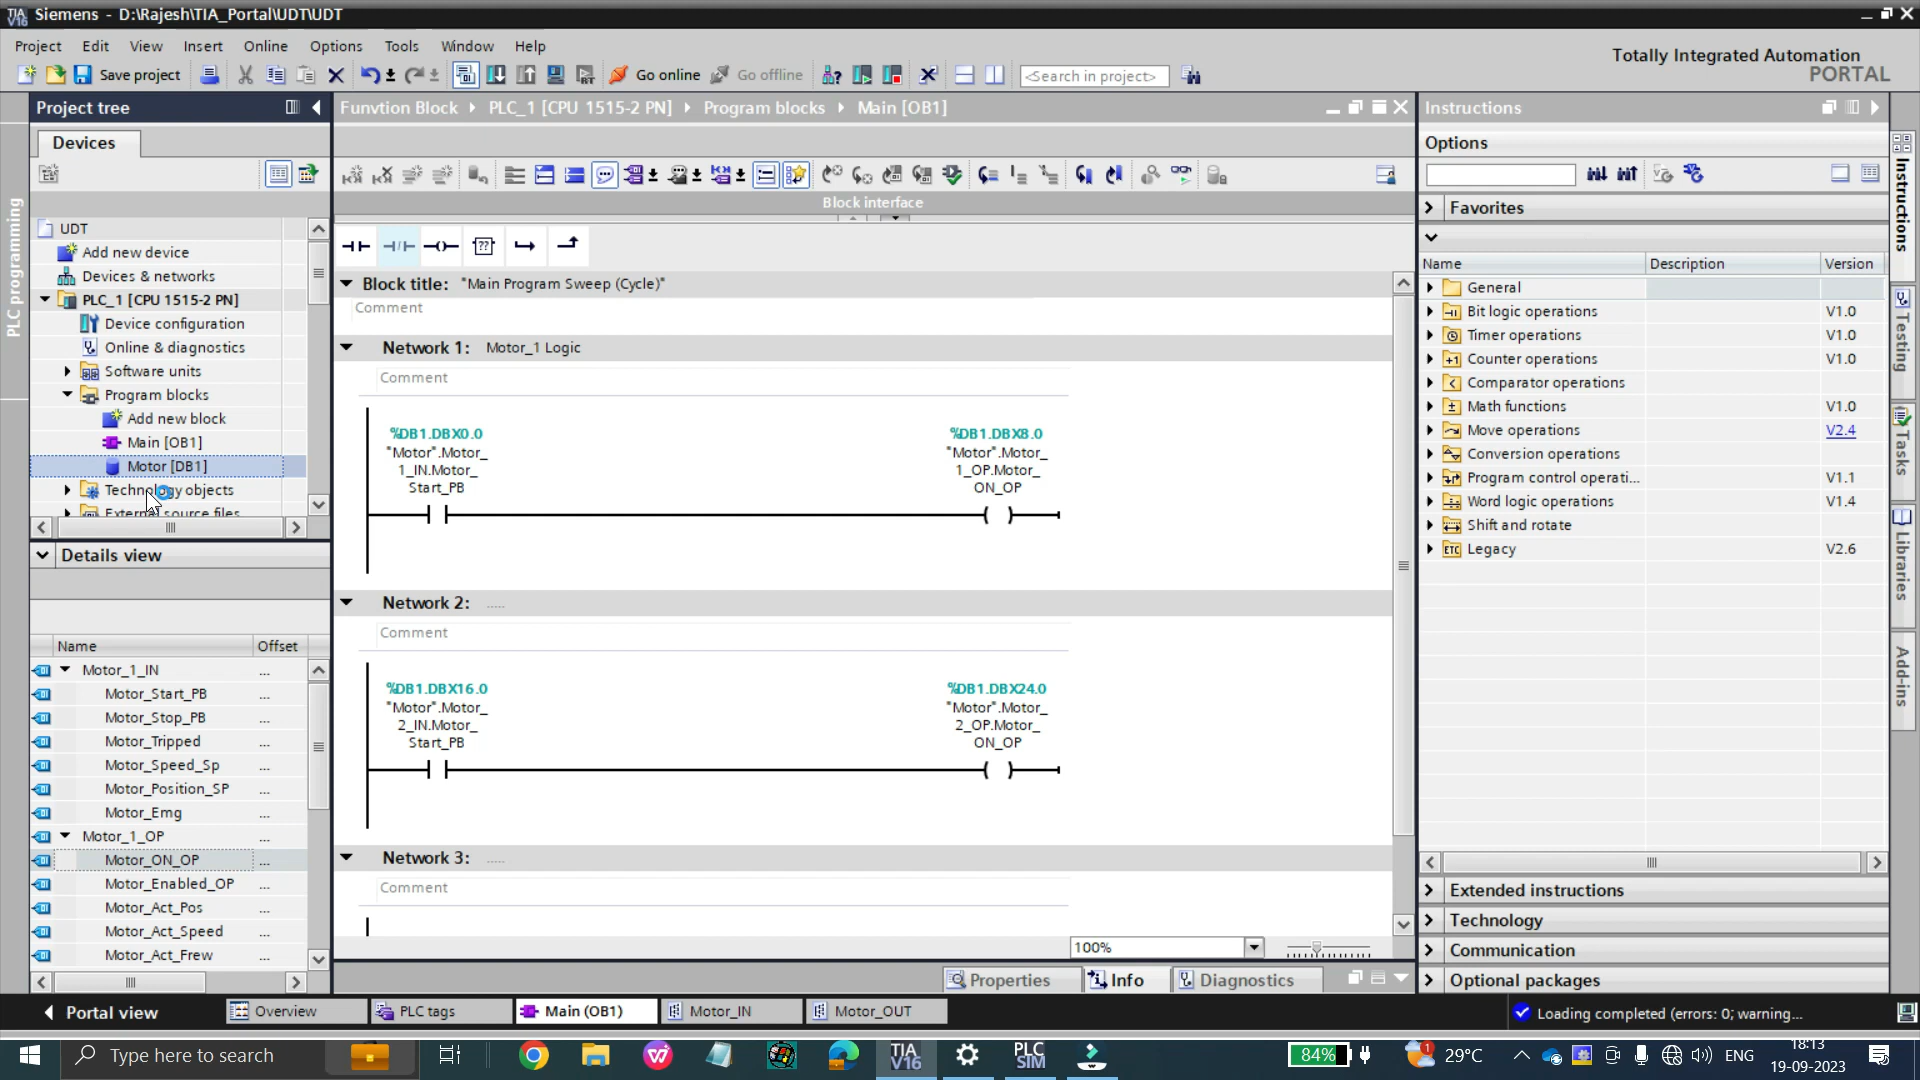 Siemens - D:\Rajesh\TIA_Portal\UDT\UDT
Project Edit View Insert Online Options Tools Window Help
Totally Integrated Automation
PORTAL
Save project
Go online
Go offline
<Search in project>
Project tree
Funvtion Block PLC_1 [CPU 1515-2 PN] Program blocks Main [OB1]
Instructions
Devices
Options
Block interface
PLC programming
UDT
Add new device
Devices & networks
PLC_1 [CPU 1515-2 PN]
Device configuration
Online & diagnostics
Software units
Program blocks
Add new block
Main [OB1]
Motor [DB1]
Technology objects
External source files
Details view
Name Offset
Motor_1_IN ...
Motor_Start_PB ...
Motor_Stop_PB ...
Motor_Tripped ...
Motor_Speed_Sp ...
Motor_Position_SP ...
Motor_Emg ...
Motor_1_OP ...
Motor_ON_OP ...
Motor_Enabled_OP ...
Motor_Act_Pos ...
Motor_Act_Speed ...
Motor_Act_Frew ...
Block title: "Main Program Sweep (Cycle)"
Comment
Network 1: Motor_1 Logic
Comment
%DB1.DBX0.0
"Motor".Motor_
1_IN.Motor_
Start_PB
%DB1.DBX8.0
"Motor".Motor_
1_OP.Motor_
ON_OP
Network 2: .....
Comment
%DB1.DBX16.0
"Motor".Motor_
2_IN.Motor_
Start_PB
%DB1.DBX24.0
"Motor".Motor_
2_OP.Motor_
ON_OP
Network 3: .....
Comment
100%
Properties Info Diagnostics
Favorites
Name Description Version
General
Bit logic operations V1.0
Timer operations V1.0
Counter operations V1.0
Comparator operations
Math functions V1.0
Move operations V2.4
Conversion operations
Program control operati... V1.1
Word logic operations V1.4
Shift and rotate
Legacy V2.6
Extended instructions
Technology
Communication
Optional packages
Instructions
Testing
Tasks
Libraries
Add-ins
Portal view
Overview
PLC tags
Main (OB1)
Motor_IN
Motor_OUT
Loading completed (errors: 0; warning...
Type here to search
TIA
V16
PLC
SIM
84%
1
29°C
ENG
18:13
19-09-2023